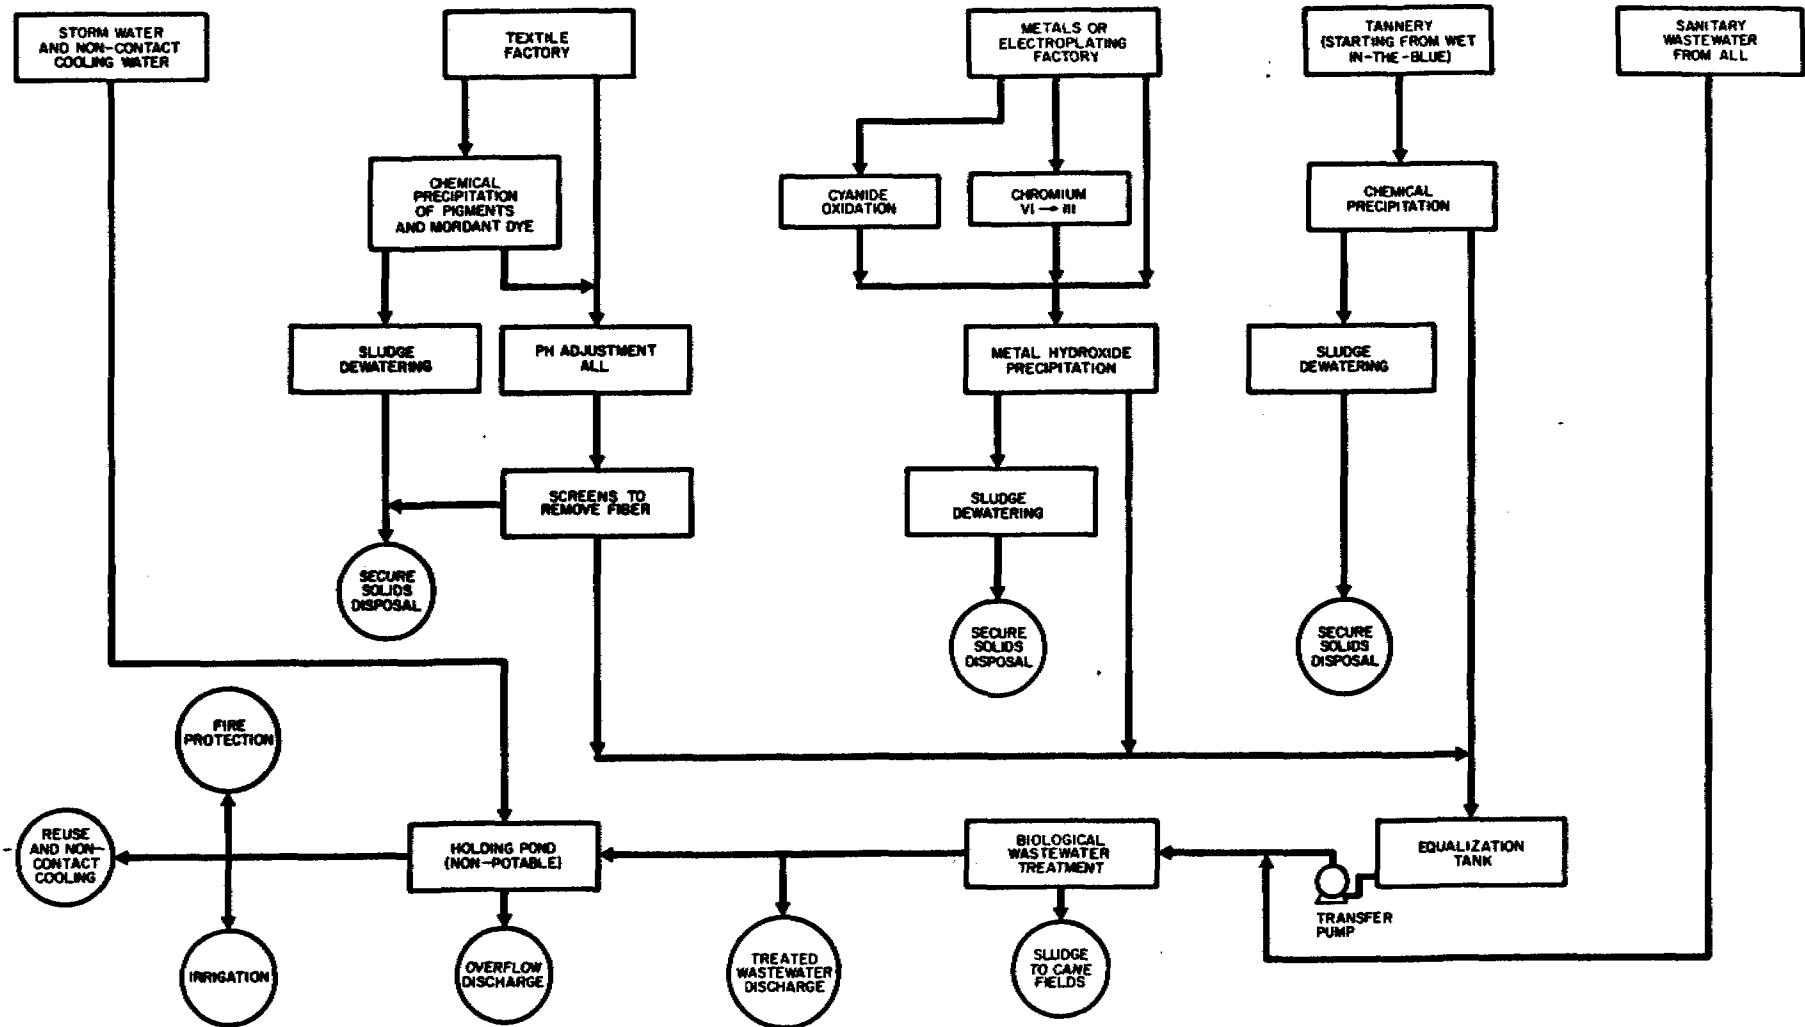 STORM WATER
AND NON-CONTACT
COOLING WATER
TEXTILE
FACTORY
METALS OR
ELECTROPLATING
FACTORY
TANNERY
(STARTING FROM WET
IN-THE-BLUE)
SANITARY
WASTEWATER
FROM ALL
CHEMICAL
PRECIPITATION
OF PIGMENTS
AND MORDANT DYE
CYANIDE
OXIDATION
CHROMIUM
VI → III
CHEMICAL
PRECIPITATION
SLUDGE
DEWATERING
PH ADJUSTMENT
ALL
METAL HYDROXIDE
PRECIPITATION
SLUDGE
DEWATERING
SCREENS TO
REMOVE FIBER
SLUDGE
DEWATERING
SECURE
SOLIDS
DISPOSAL
SECURE
SOLIDS
DISPOSAL
SECURE
SOLIDS
DISPOSAL
FIRE
PROTECTION
REUSE
AND NON-
CONTACT
COOLING
HOLDING POND
(NON-POTABLE)
BIOLOGICAL
WASTEWATER
TREATMENT
EQUALIZATION
TANK
TRANSFER
PUMP
IRRIGATION
OVERFLOW
DISCHARGE
TREATED
WASTEWATER
DISCHARGE
SLUDGE
TO CANE
FIELDS